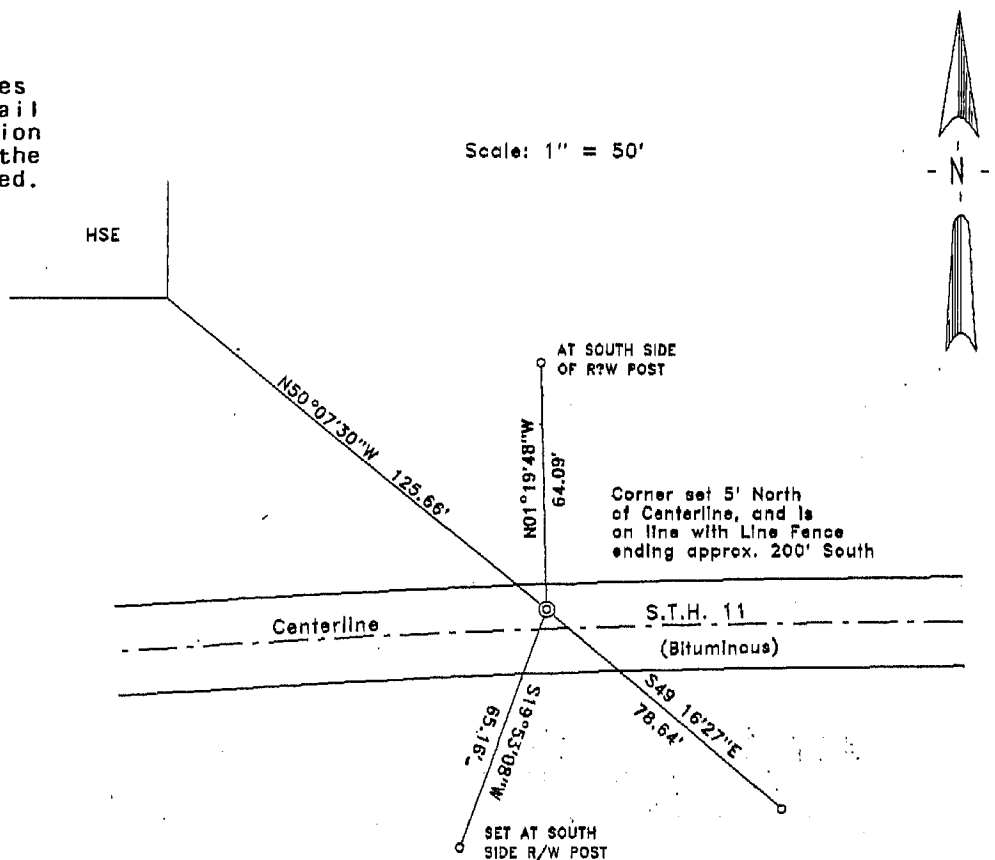 es
ail
ion
the
ed.
Scale: 1" = 50'
- N -
HSE
AT SOUTH SIDE
OF R?W POST
N50°07'30"W 125.66'
N01°19'48"W
64.09'
Corner set 5' North
of Centerline, and is
on line with Line Fence
ending approx. 200' South
Centerline
S.T.H. 11
(Bituminous)
S49 16'27"E
78.64'
S19°53'08"W
65.16'
SET AT SOUTH
SIDE R/W POST